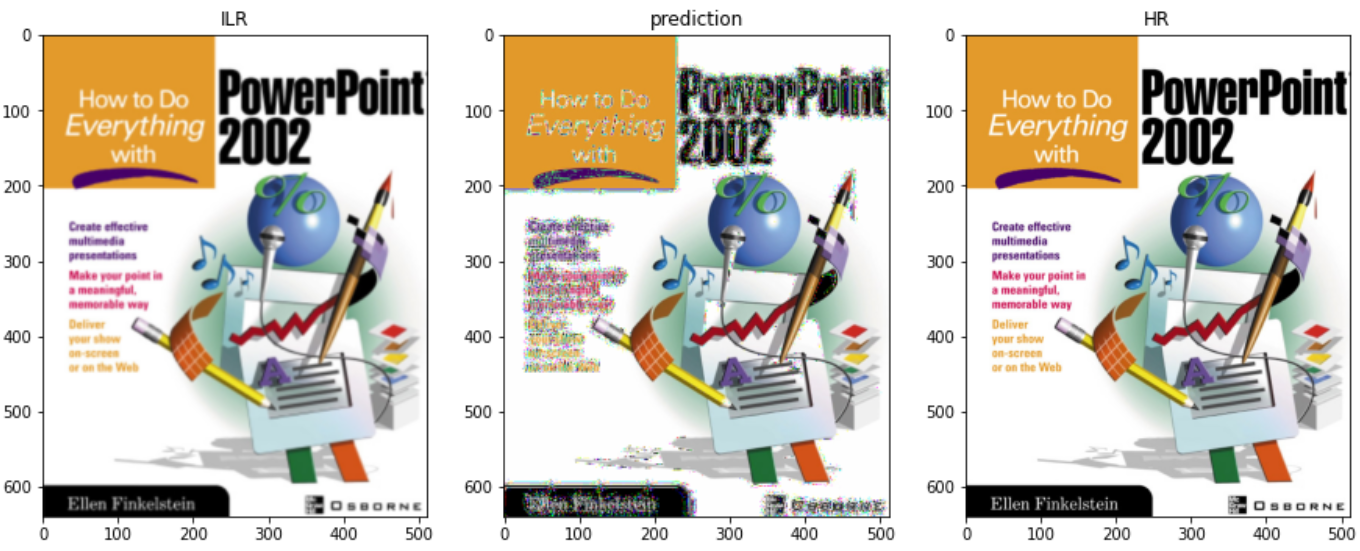 ILR
prediction
HR
0
100
200
300
400
500
600
0
100
200
300
400
500
How to Do
Everything
with
PowerPoint
2002
%
Create effective
multimedia
presentations
Make your point in
a meaningful,
memorable way
Deliver
your show
on-screen
or on the Web
A
Ellen Finkelstein
OSBORNE
0
100
200
300
400
500
600
0
100
200
300
400
500
How to Do
Everything
with
PowerPoint
2002
%
Create effective
multimedia
presentations
A
Ellen Finkelstein
OSBORNE
0
100
200
300
400
500
600
0
100
200
300
400
500
How to Do
Everything
with
PowerPoint
2002
%
Create effective
multimedia
presentations
Make your point in
a meaningful,
memorable way
Deliver
your show
on-screen
or on the Web
A
Ellen Finkelstein
OSBORNE